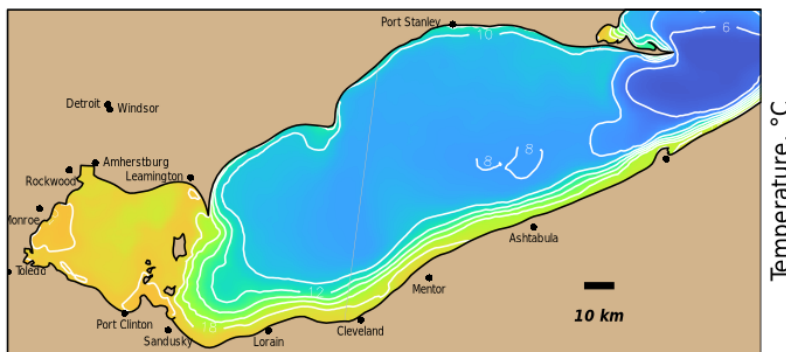 Port Stanley
10
6
Detroit
Windsor
8
8
Amherstburg
Leamington
Rockwood
Monroe
Ashtabula
Toledo
12
Mentor
10 km
Port Clinton
18
Sandusky
Lorain
Cleveland
Temperature, °C